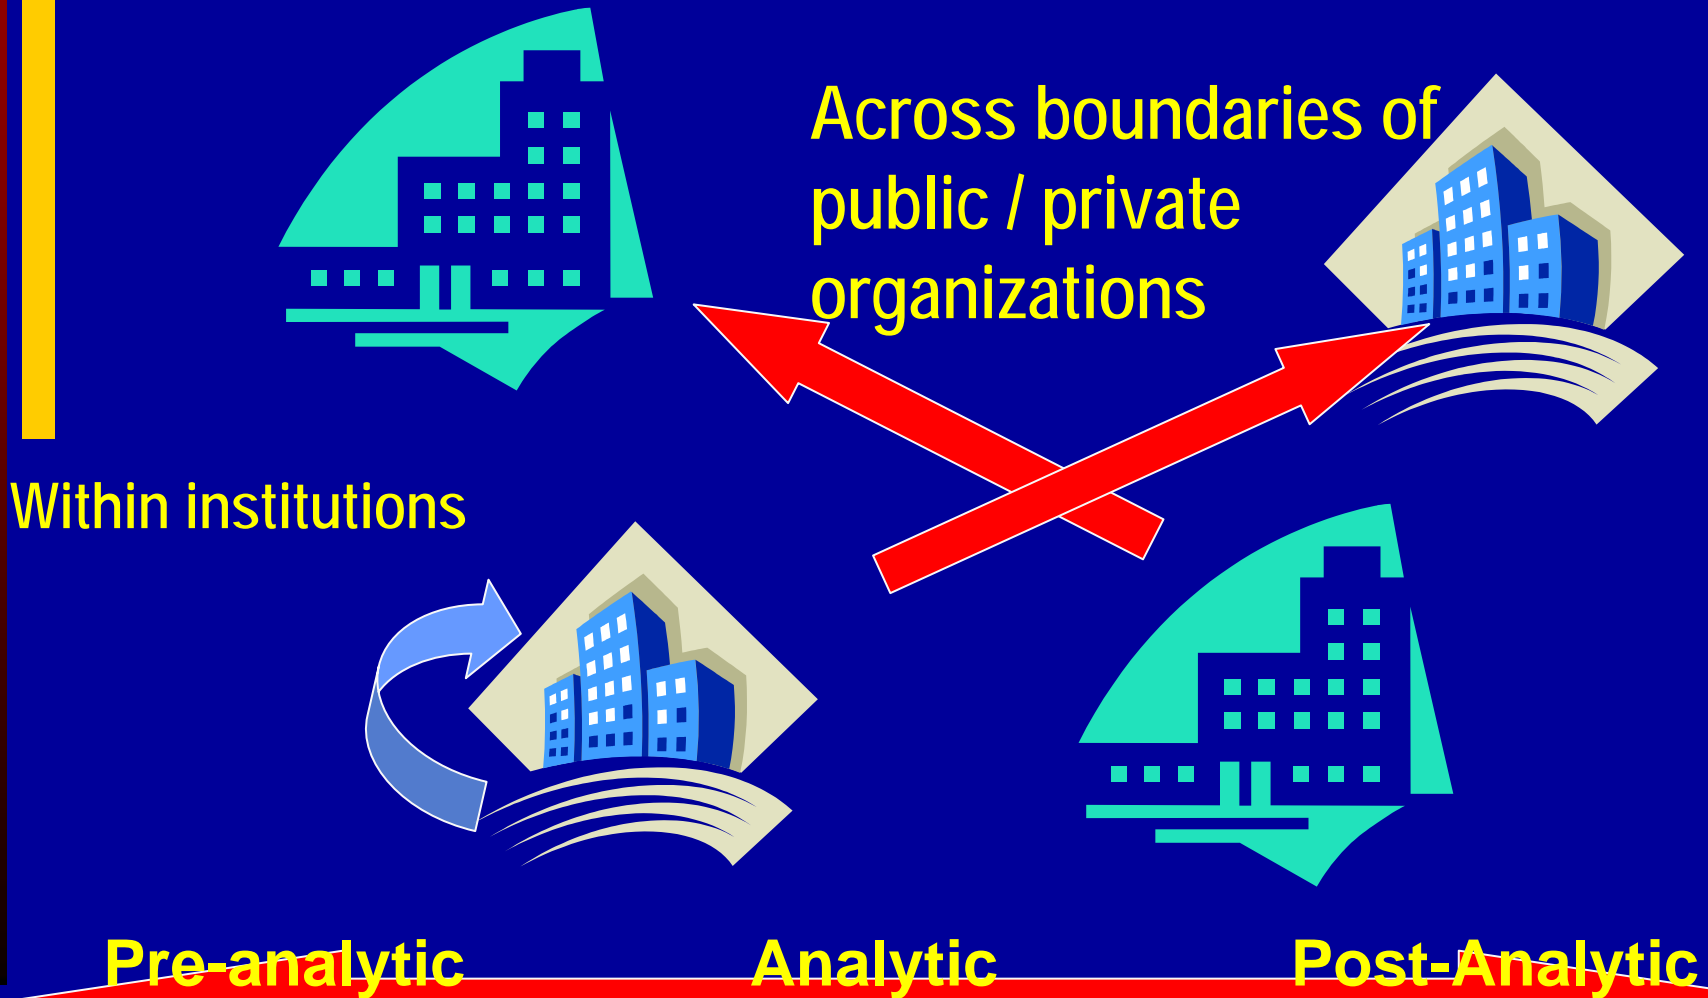 Across boundaries of
public / private
organizations
Within institutions
Pre-analytic Analytic Post-Analytic